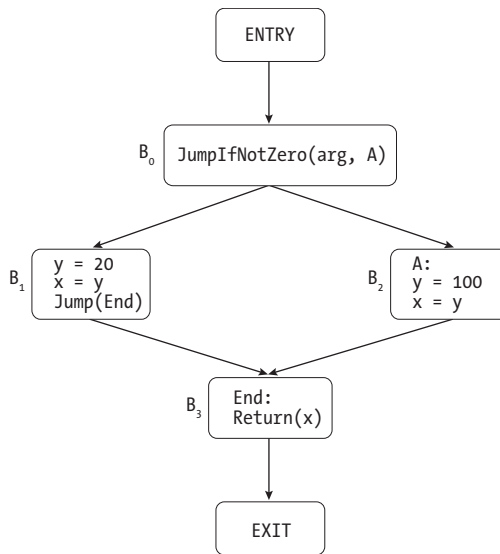 ENTRY
B0
JumpIfNotZero(arg, A)
B1
y = 20
x = y
Jump(End)
B2
A:
y = 100
x = y
B3
End:
Return(x)
EXIT